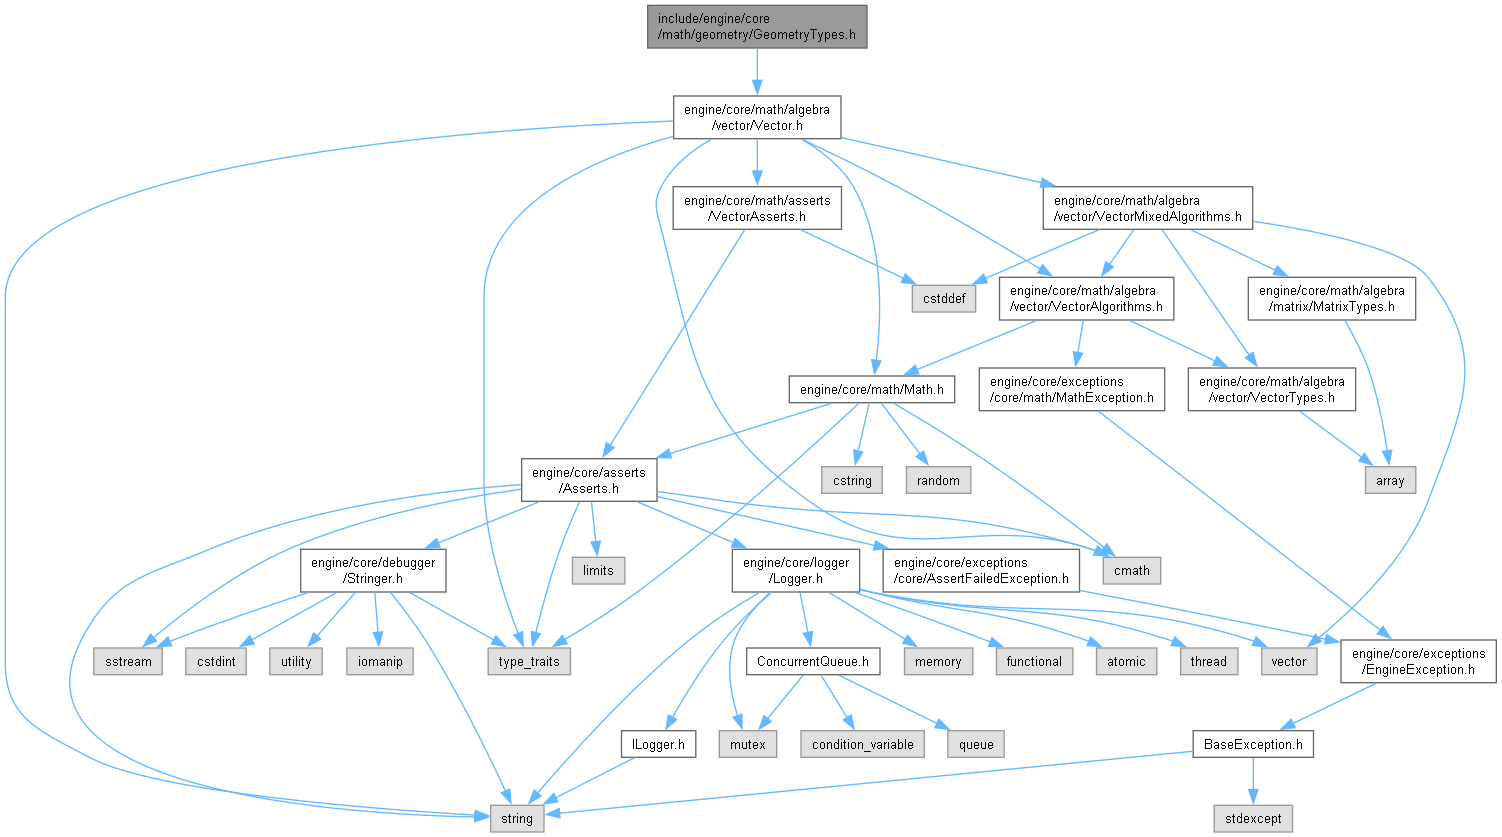 include/engine/core
/math/geometry/GeometryTypes.h
engine/core/math/algebra
/vector/Vector.h
engine/core/math/asserts
/VectorAsserts.h
engine/core/math/algebra
/vector/VectorMixedAlgorithms.h
cstddef
engine/core/math/algebra
/vector/VectorAlgorithms.h
engine/core/math/algebra
/matrix/MatrixTypes.h
engine/core/math/Math.h
engine/core/exceptions
/core/math/MathException.h
engine/core/math/algebra
/vector/VectorTypes.h
engine/core/asserts
/Asserts.h
cstring
random
array
engine/core/debugger
/Stringer.h
limits
engine/core/logger
/Logger.h
engine/core/exceptions
/core/AssertFailedException.h
cmath
sstream
cstdint
utility
iomanip
type_traits
ConcurrentQueue.h
memory
functional
atomic
thread
vector
engine/core/exceptions
/EngineException.h
ILogger.h
mutex
condition_variable
queue
BaseException.h
string
stdexcept